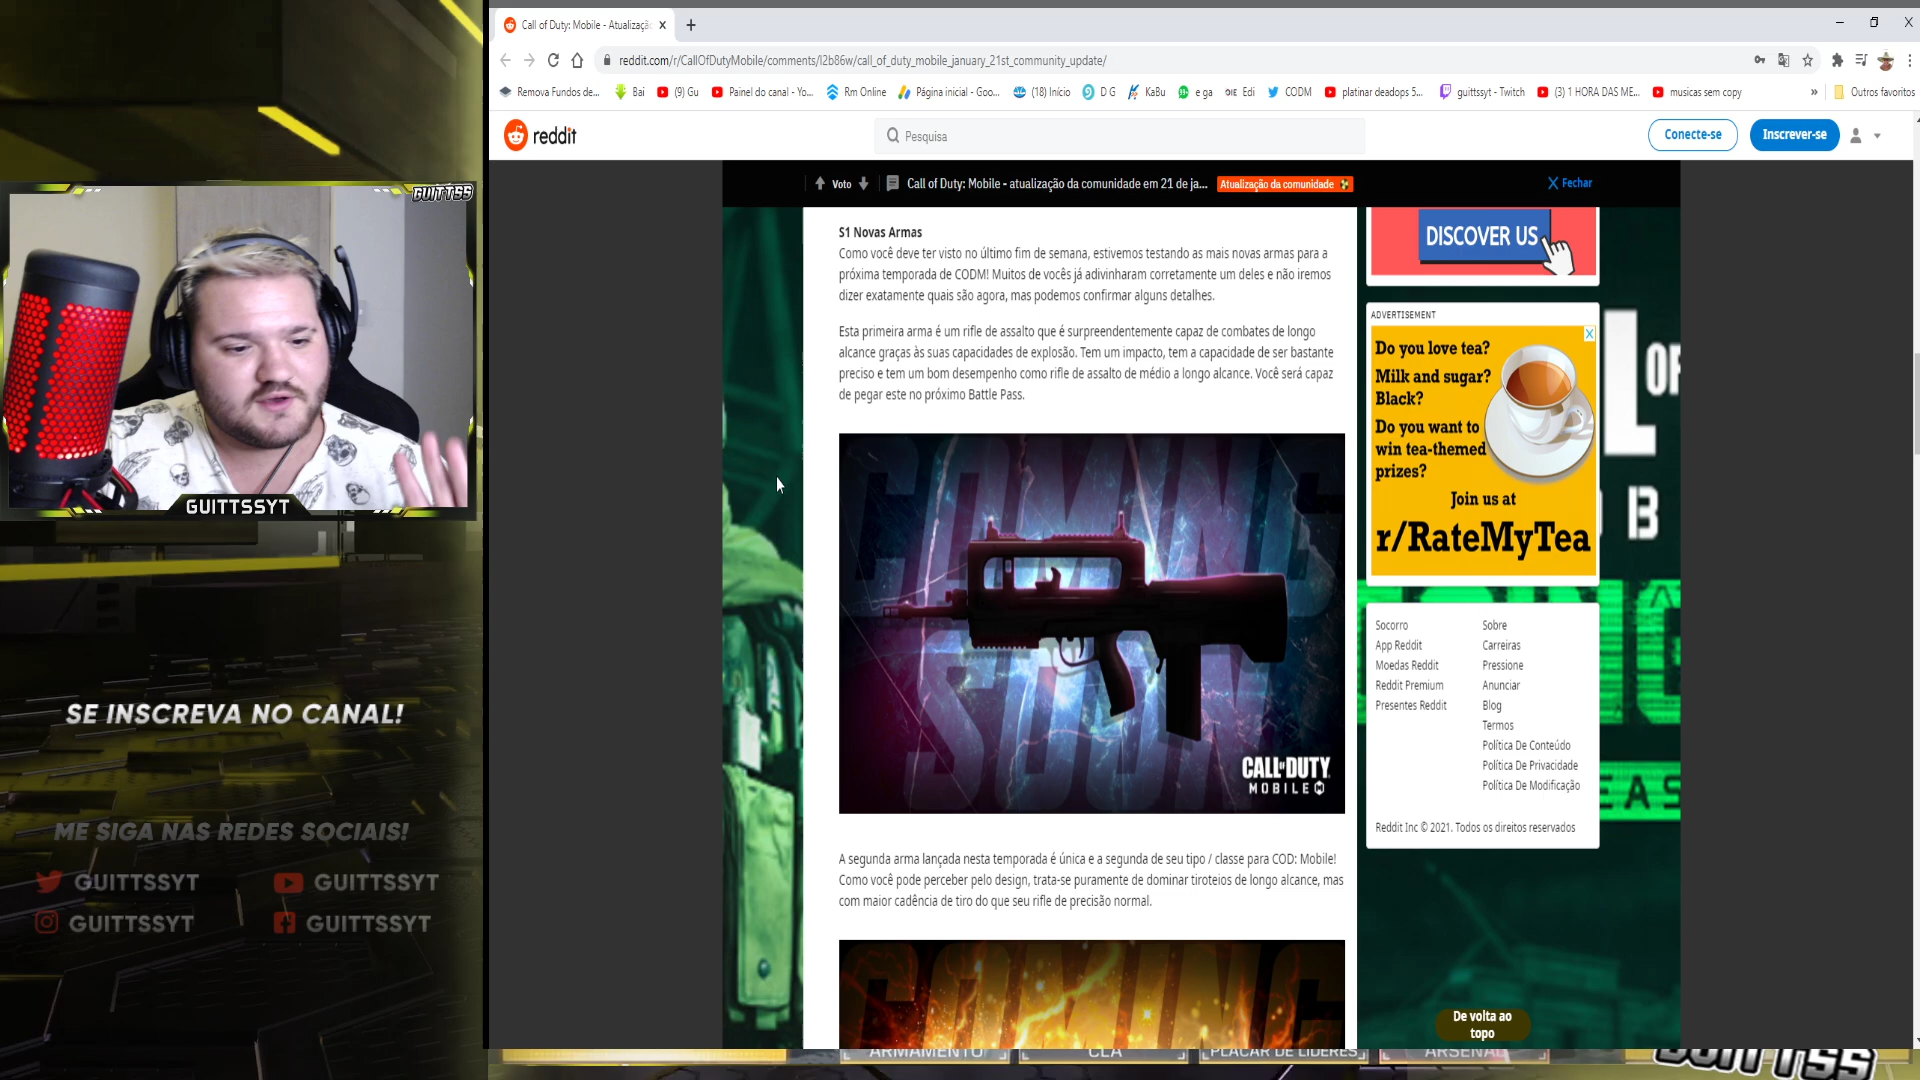 Call of Duty: Mobile - Atualizaçã
reddit.com/r/CallOfDutyMobile/comments/l2b86w/call_of_duty_mobile_january_21st_community_update/
Remova Fundos de... Bai (9) Gu Painel do canal - Yo... Rm Online Página inicial - Goo... (18) Início D G KaBu e ga Edi CODM platinar deadops 5... guittssyt - Twitch (3) 1 HORA DAS ME... musicas sem copy » Outros favoritos
reddit Pesquisa Conecte-se Inscrever-se
Voto Call of Duty: Mobile - atualização da comunidade em 21 de ja... Atualização da comunidade Fechar
GUITTSS
GUITTSSYT
SE INSCREVA NO CANAL!
ME SIGA NAS REDES SOCIAIS!
GUITTSSYT GUITTSSYT
GUITTSSYT GUITTSSYT
S1 Novas Armas
Como você deve ter visto no último fim de semana, estivemos testando as mais novas armas para a
próxima temporada de CODM! Muitos de vocês já adivinharam corretamente um deles e não iremos
dizer exatamente quais são agora, mas podemos confirmar alguns detalhes.
Esta primeira arma é um rifle de assalto que é surpreendentemente capaz de combates de longo
alcance graças às suas capacidades de explosão. Tem um impacto, tem a capacidade de ser bastante
preciso e tem um bom desempenho como rifle de assalto de médio a longo alcance. Você será capaz
de pegar este no próximo Battle Pass.
COMING
SOON
CALL OF DUTY
MOBILE
A segunda arma lançada nesta temporada é única e a segunda de seu tipo / classe para COD: Mobile!
Como você pode perceber pelo design, trata-se puramente de dominar tiroteios de longo alcance, mas
com maior cadência de tiro do que seu rifle de precisão normal.
COMING
DISCOVER US
ADVERTISEMENT
Do you love tea?
Milk and sugar?
Black?
Do you want to
win tea-themed
prizes?
Join us at
r/RateMyTea
Socorro Sobre
App Reddit Carreiras
Moedas Reddit Pressione
Reddit Premium Anunciar
Presentes Reddit Blog
Termos
Política De Conteúdo
Política De Privacidade
Política De Modificação
Reddit Inc © 2021. Todos os direitos reservados
De volta ao
topo
ARMAMENTO CLÃ PLACAR DE LÍDERES ARSENAL
GUITTSS